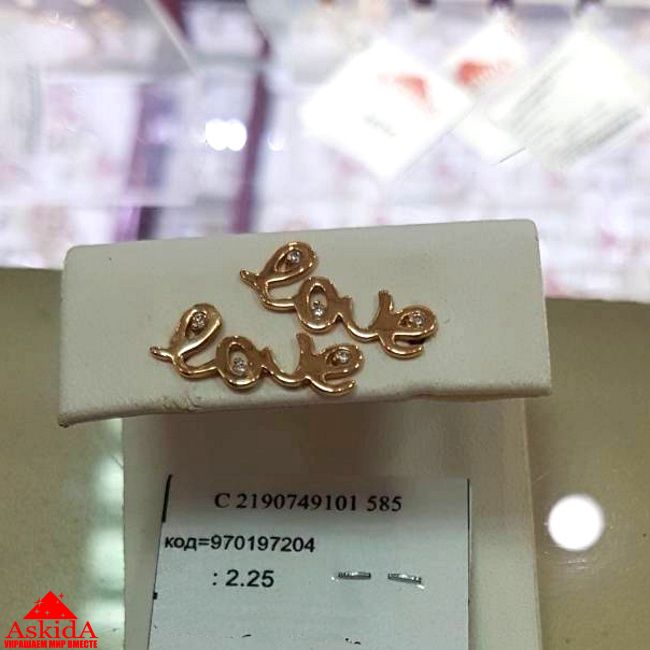 love
love
С 2190749101 585
код=970197204
: 2.25
AskidA
УКРАШАЕМ МИР ВМЕСТЕ